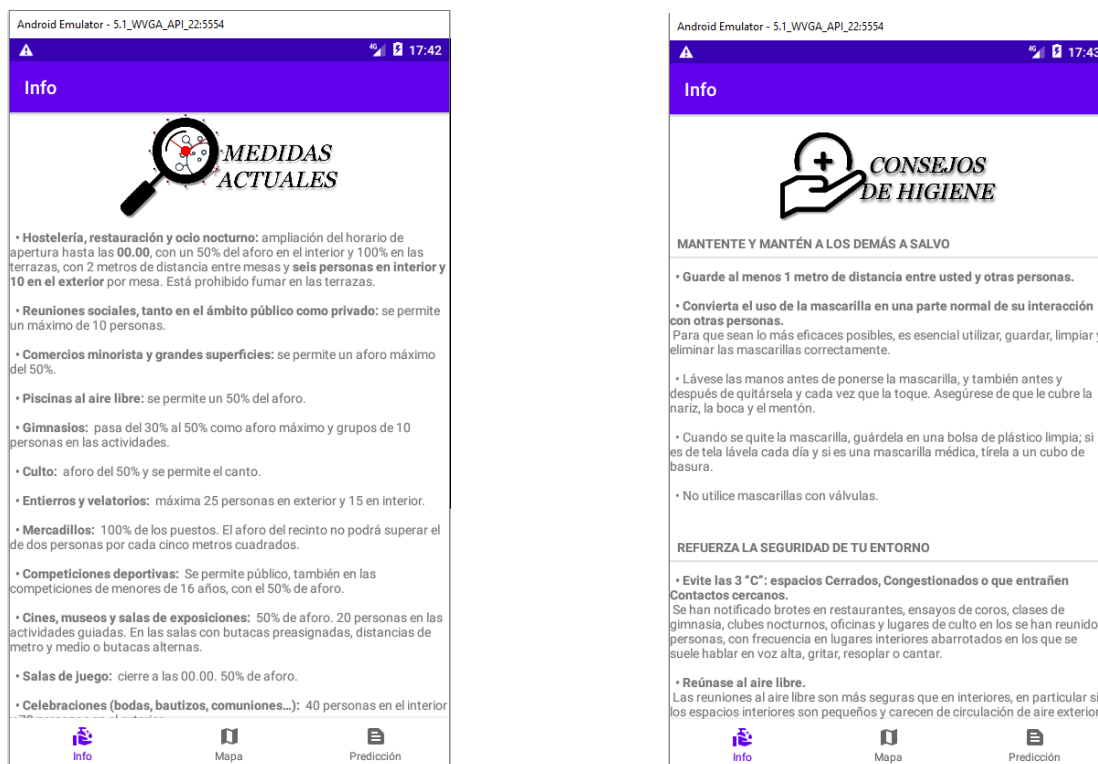 Android Emulator - 5.1_WVGA_API_22:5554
4G 17:42
Info
MEDIDAS
ACTUALES
• Hostelería, restauración y ocio nocturno: ampliación del horario de
apertura hasta las 00.00, con un 50% del aforo en el interior y 100% en las
terrazas, con 2 metros de distancia entre mesas y seis personas en interior y
10 en el exterior por mesa. Está prohibido fumar en las terrazas.
• Reuniones sociales, tanto en el ámbito público como privado: se permite
un máximo de 10 personas.
• Comercios minorista y grandes superficies: se permite un aforo máximo
del 50%.
• Piscinas al aire libre: se permite un 50% del aforo.
• Gimnasios: pasa del 30% al 50% como aforo máximo y grupos de 10
personas en las actividades.
• Culto: aforo del 50% y se permite el canto.
• Entierros y velatorios: máxima 25 personas en exterior y 15 en interior.
• Mercadillos: 100% de los puestos. El aforo del recinto no podrá superar el
de dos personas por cada cinco metros cuadrados.
• Competiciones deportivas: Se permite público, también en las
competiciones de menores de 16 años, con el 50% de aforo.
• Cines, museos y salas de exposiciones: 50% de aforo. 20 personas en las
actividades guiadas. En las salas con butacas preasignadas, distancias de
metro y medio o butacas alternas.
• Salas de juego: cierre a las 00.00. 50% de aforo.
• Celebraciones (bodas, bautizos, comuniones…): 40 personas en el interior
Info Mapa Predicción
Android Emulator - 5.1_WVGA_API_22:5554
4G 17:43
Info
CONSEJOS
DE HIGIENE
MANTENTE Y MANTÉN A LOS DEMÁS A SALVO
• Guarde al menos 1 metro de distancia entre usted y otras personas.
• Convierta el uso de la mascarilla en una parte normal de su interacción
con otras personas.
Para que sean lo más eficaces posibles, es esencial utilizar, guardar, limpiar y
eliminar las mascarillas correctamente.
• Lávese las manos antes de ponerse la mascarilla, y también antes y
después de quitársela y cada vez que la toque. Asegúrese de que le cubre la
nariz, la boca y el mentón.
• Cuando se quite la mascarilla, guárdela en una bolsa de plástico limpia; si
es de tela lávela cada día y si es una mascarilla médica, tírela a un cubo de
basura.
• No utilice mascarillas con válvulas.
REFUERZA LA SEGURIDAD DE TU ENTORNO
• Evite las 3 “C”: espacios Cerrados, Congestionados o que entrañen
Contactos cercanos.
Se han notificado brotes en restaurantes, ensayos de coros, clases de
gimnasia, clubes nocturnos, oficinas y lugares de culto en los se han reunido
personas, con frecuencia en lugares interiores abarrotados en los que se
suele hablar en voz alta, gritar, resoplar o cantar.
• Reúnase al aire libre.
Las reuniones al aire libre son más seguras que en interiores, en particular si
los espacios interiores son pequeños y carecen de circulación de aire exterior
Info Mapa Predicción